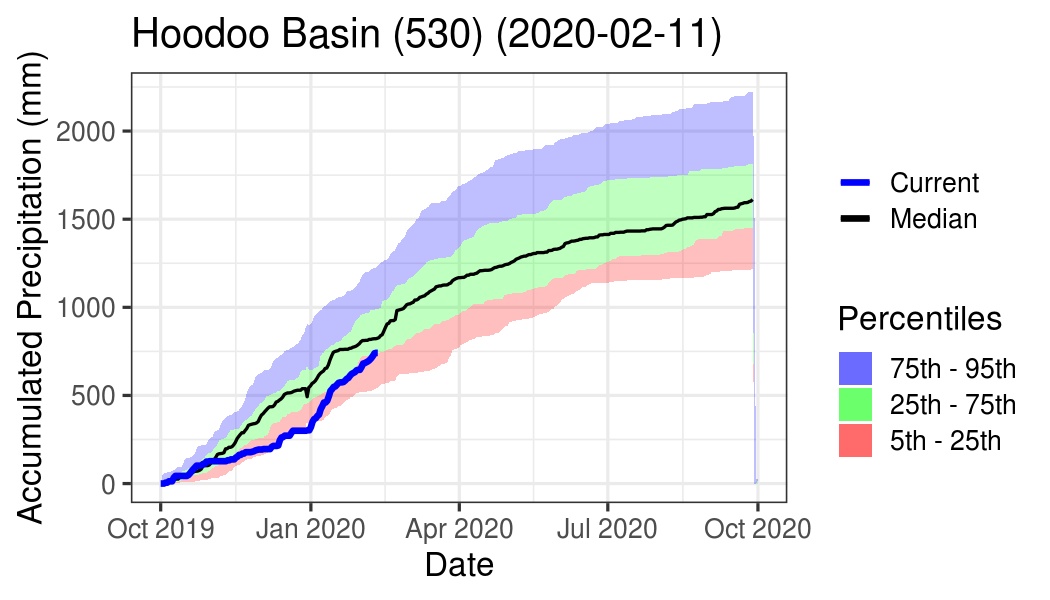 Hoodoo Basin (530) (2020-02-11)
Accumulated Precipitation (mm)
2000
1500
1000
500
0
Oct 2019
Jan 2020
Apr 2020
Jul 2020
Oct 2020
Date
Current
Median
Percentiles
75th - 95th
25th - 75th
5th - 25th